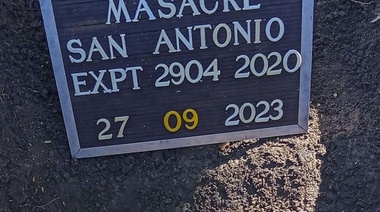 MASACRE
SAN ANTONIO
EXPT 2904 2020
27 09 2023